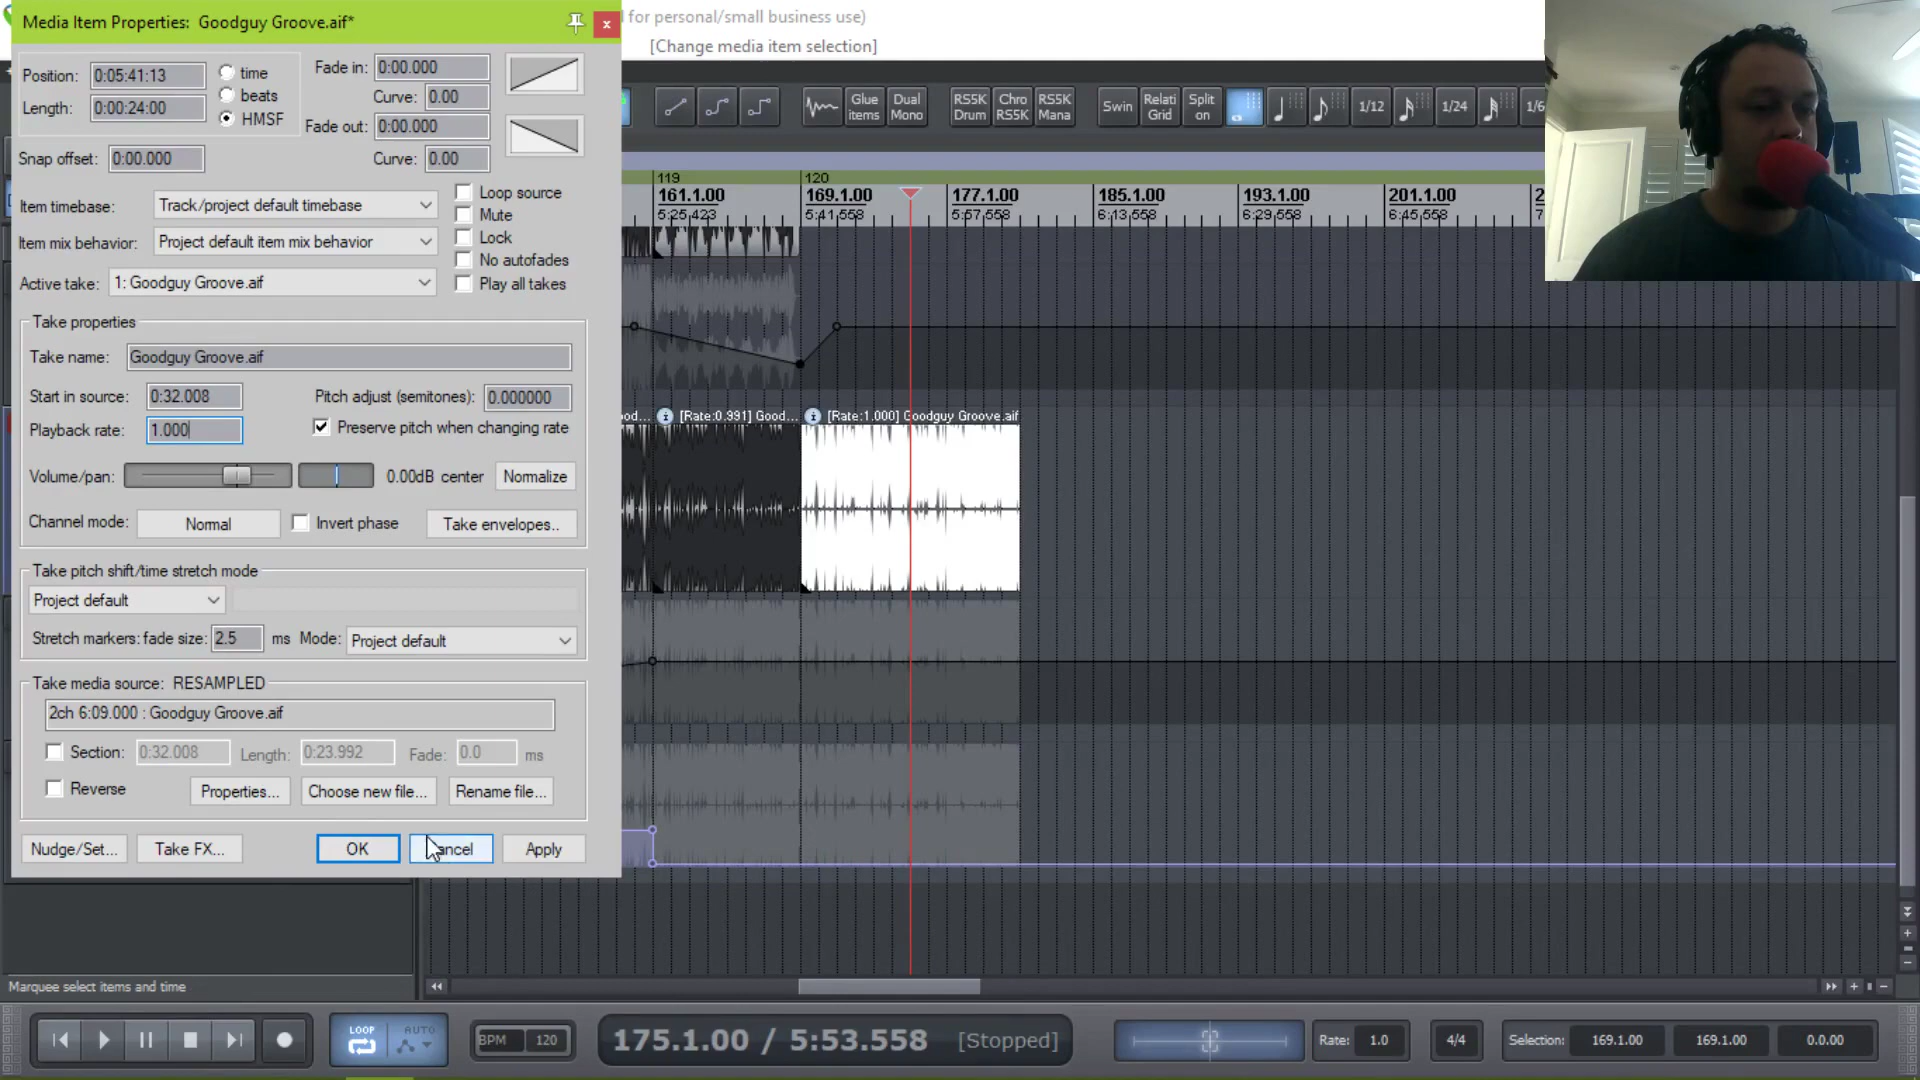 Media Item Properties: Goodguy Groove.aif*
d for personal/small business use)
[Change media item selection]
Position: 0:05:41:13
time
Length: 0:00:24:00
beats
HMSF
Fade in: 0:00.000
Curve: 0.00
Fade out: 0:00.000
Curve: 0.00
Snap offset: 0:00.000
Item timebase: Track/project default timebase
Item mix behavior: Project default item mix behavior
Active take: 1: Goodguy Groove.aif
Loop source
Mute
Lock
No autofades
Play all takes
Take properties
Take name: Goodguy Groove.aif
Start in source: 0:32.008
Pitch adjust (semitones): 0.000000
Playback rate: 1.000
Preserve pitch when changing rate
Volume/pan:
0.00dB center
Normalize
Channel mode: Normal
Invert phase
Take envelopes..
Take pitch shift/time stretch mode
Project default
Stretch markers: fade size: 2.5 ms Mode: Project default
Take media source: RESAMPLED
2ch 6:09.000 : Goodguy Groove.aif
Section: 0:32.008 Length: 0:23.992 Fade: 0.0 ms
Reverse
Properties...
Choose new file...
Rename file...
Nudge/Set...
Take FX...
OK
Apply
Glue items
Dual Mono
RS5K Drum
Chro RS5K
RS5K Mana
Swin
Relati Grid
Split on
1/12
1/24
119
120
161.1.00
169.1.00
177.1.00
185.1.00
193.1.00
201.1.00
5:25.423
5:41.558
5:57.558
6:13.558
6:29.558
6:45.558
[Rate:0.991] Good...
[Rate:1.000] Goodguy Groove.aif
Marquee select items and time
LOOP
AUTO
BPM 120
175.1.00 / 5:53.558 [Stopped]
Rate: 1.0
4/4
Selection: 169.1.00 169.1.00 0.0.00